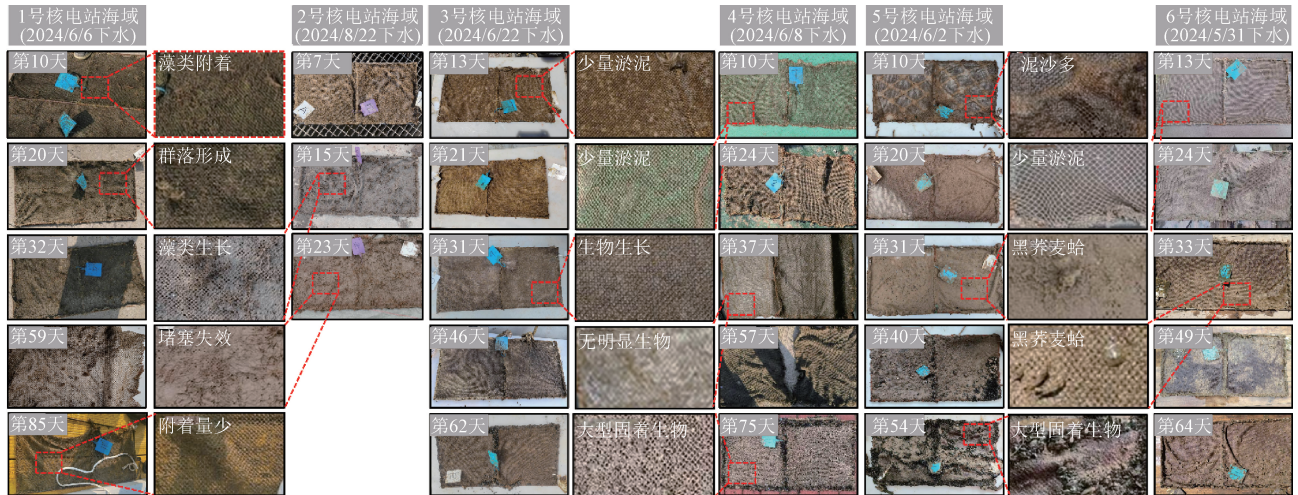 1号核电站海域
(2024/6/6下水)
2号核电站海域
(2024/8/22下水)
3号核电站海域
(2024/6/22下水)
4号核电站海域
(2024/6/8下水)
5号核电站海域
(2024/6/2下水)
6号核电站海域
(2024/5/31下水)
第10天
藻类附着
第7天
第13天
少量淤泥
第10天
第10天
泥沙多
第13天
第20天
群落形成
第15天
第21天
少量淤泥
第24天
第20天
少量淤泥
第24天
第32天
藻类生长
第23天
第31天
生物生长
第37天
第31天
黑荞麦蛤
第33天
第59天
堵塞失效
第46天
无明显生物
第57天
第40天
黑荞麦蛤
第49天
第85天
附着量少
第62天
大型固着生物
第75天
第54天
大型固着生物
第64天